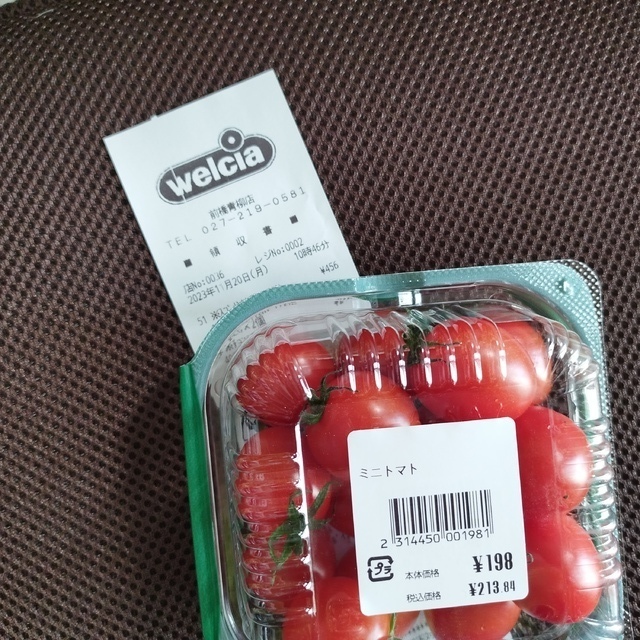 welcia
前橋青柳店
TEL 027-219-0581
■ 領 収 書 ■
レジNo:0002
2023年11月20日(月) 10時46分
¥456
ミニトマト
2 314450 001981
プラ
本体価格 ¥198
税込価格 ¥213.84